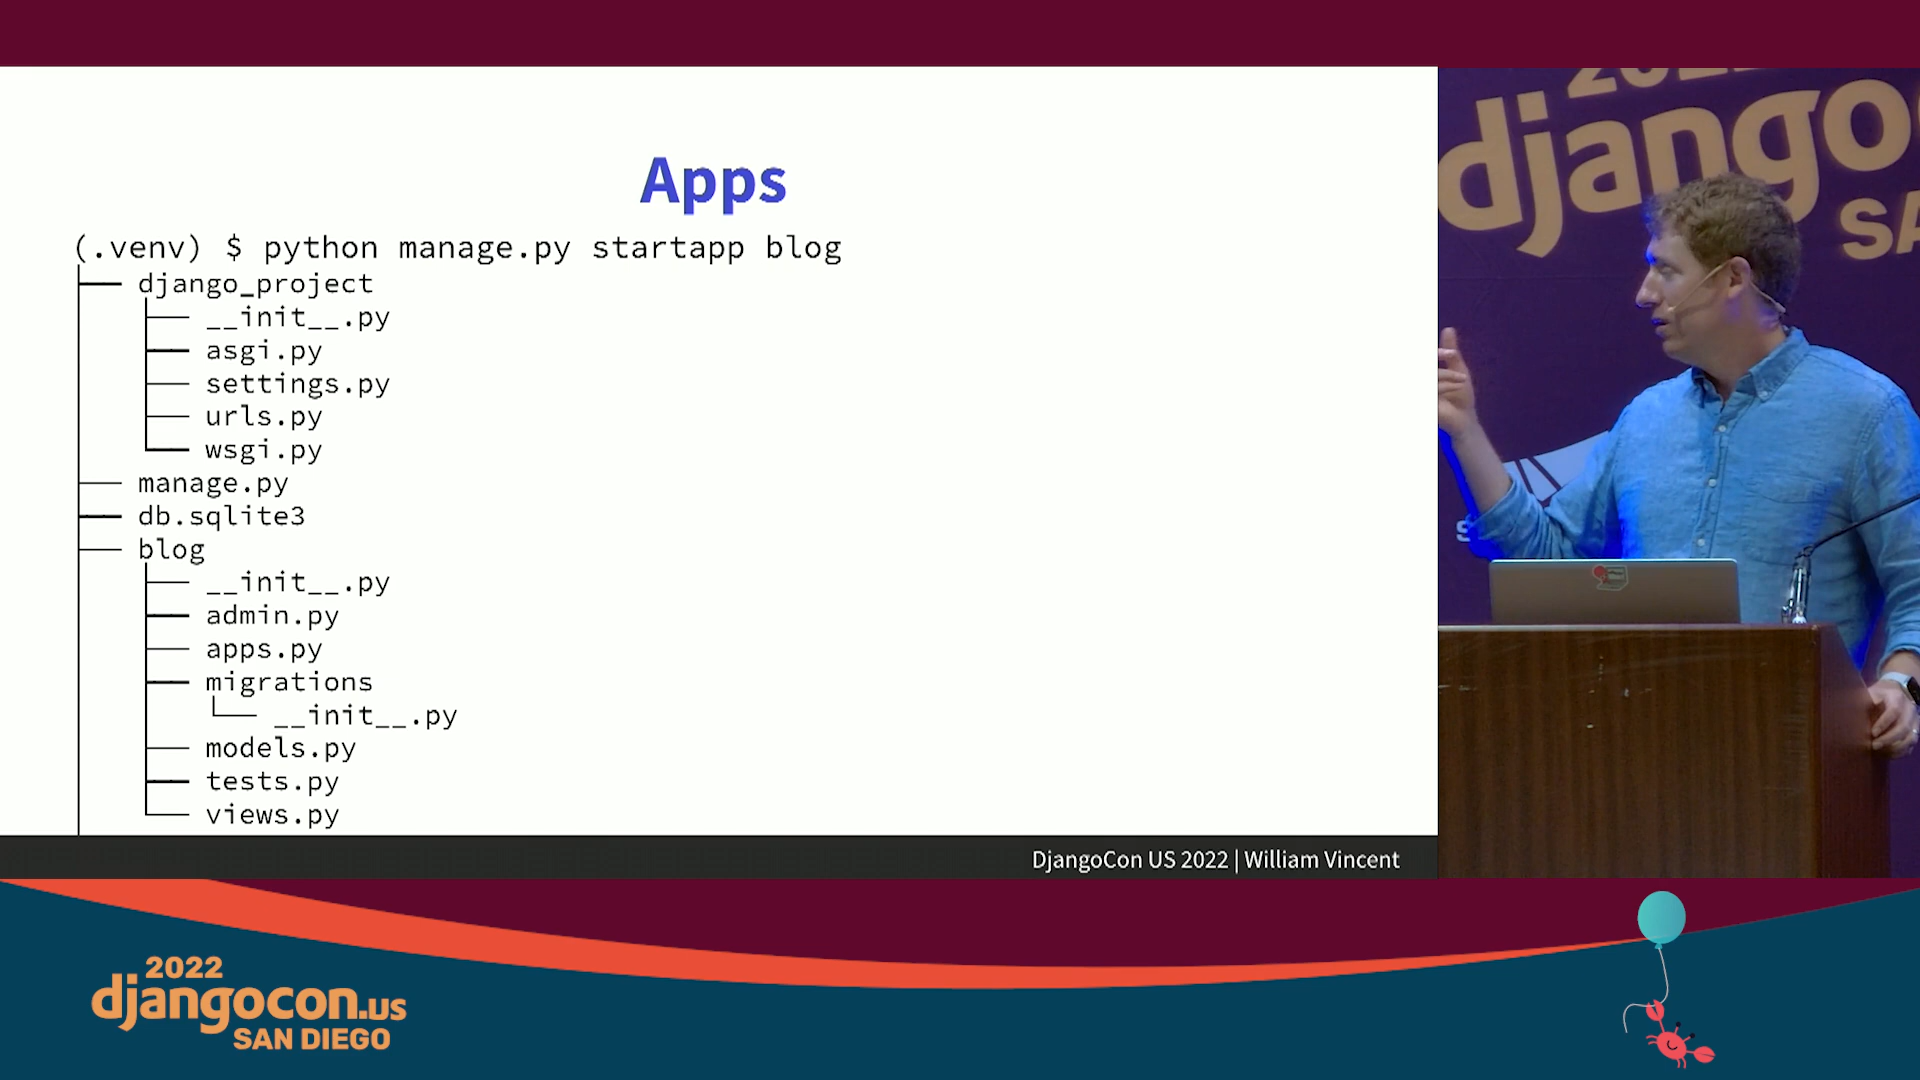 Apps
(.venv) $ python manage.py startapp blog
django_project
__init__.py
asgi.py
settings.py
urls.py
wsgi.py
manage.py
db.sqlite3
blog
__init__.py
admin.py
apps.py
migrations
__init__.py
models.py
tests.py
views.py
DjangoCon US 2022 | William Vincent
django
SA
2022
djangocon.us
SAN DIEGO